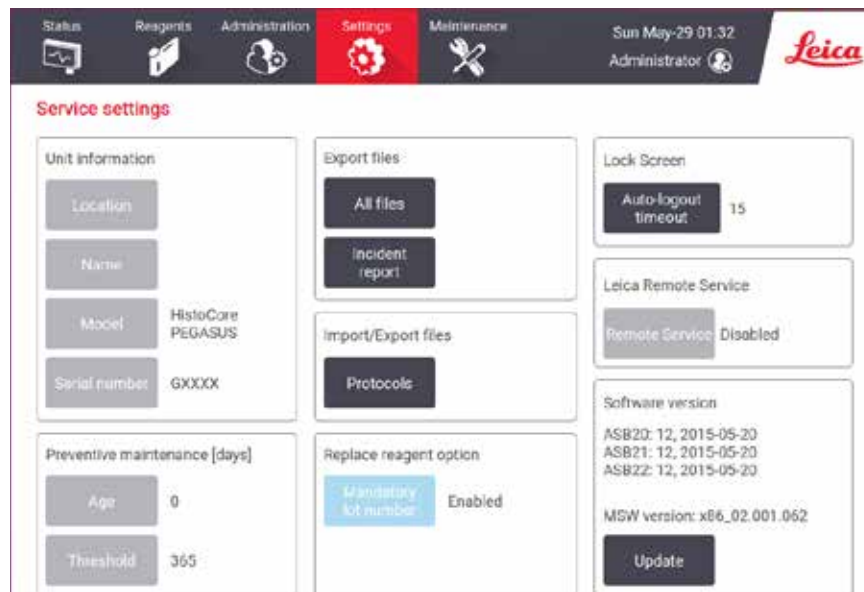 Status
Reagents
Administration
Settings
Maintenance
Sun May-29 01:32
Administrator
Leica
Service settings
Unit information
Location
Name
Model
HistoCore
PEGASUS
Serial number
GXXXX
Preventive maintenance [days]
Age
0
Threshold
365
Export files
All files
Incident
report
Import/Export files
Protocols
Replace reagent option
Mandatory
lot number
Enabled
Lock Screen
Auto-logout
timeout
15
Leica Remote Service
Remote Service
Disabled
Software version
ASB20: 12, 2015-05-20
ASB21: 12, 2015-05-20
ASB22: 12, 2015-05-20
MSW version: x86_02.001.062
Update